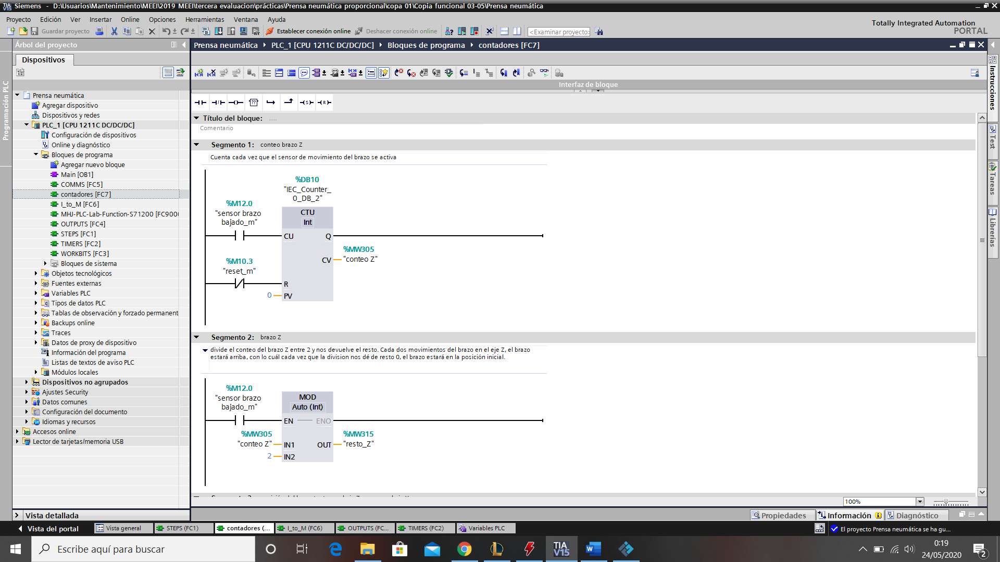 Siemens - D:\Usuarios\Mantenimiento\MEEI\2019 MEEI\tercera evaluacion\prácticas\Prensa neumática proporcional\copa 01\Copia funcional 03-05\Prensa neumática
Proyecto Edición Ver Insertar Online Opciones Herramientas Ventana Ayuda
Totally Integrated Automation
PORTAL
Guardar proyecto
Establecer conexión online
Deshacer conexión online
<Examinar proyecto>
Árbol del proyecto
Prensa neumática PLC_1 [CPU 1211C DC/DC/DC] Bloques de programa contadores [FC7]
Dispositivos
Programación PLC
Prensa neumática
Agregar dispositivo
Dispositivos y redes
PLC_1 [CPU 1211C DC/DC/DC]
Configuración de dispositivos
Online y diagnóstico
Bloques de programa
Agregar nuevo bloque
Main [OB1]
COMMS [FC5]
contadores [FC7]
I_to_M [FC6]
MHJ-PLC-Lab-Function-S71200 [FC900
OUTPUTS [FC4]
STEPS [FC1]
TIMERS [FC2]
WORKBITS [FC3]
Bloques de sistema
Objetos tecnológicos
Fuentes externas
Variables PLC
Tipos de datos PLC
Tablas de observación y forzado permanent
Backups online
Traces
Datos de proxy de dispositivo
Información del programa
Listas de textos de aviso PLC
Módulos locales
Dispositivos no agrupados
Ajustes Security
Datos comunes
Configuración del documento
Idiomas y recursos
Accesos online
Lector de tarjetas/memoria USB
Vista detallada
Interfaz de bloque
Título del bloque: .....
Comentario
Segmento 1: conteo brazo Z
Cuenta cada vez que el sensor de movimiento del brazo se activa
%DB10
"IEC_Counter_
0_DB_2"
%M12.0
"sensor brazo
bajado_m"
CTU
Int
CU Q
%MW305
CV "conteo Z"
%M10.3
"reset_m"
R
0 PV
Segmento 2: brazo Z
divide el conteo del brazo Z entre 2 y nos devuelve el resto. Cada dos movimientos del brazo en el eje Z, el brazo
estará arriba, con lo cuál cada vez que la division nos dé de resto 0, el brazo estará en la posición inicial.
%M12.0
"sensor brazo
bajado_m"
MOD
Auto (Int)
EN ENO
%MW305
"conteo Z" IN1
%MW315
OUT "resto_Z"
2 IN2
100%
Instrucciones
Test
Tareas
Librerías
Propiedades Información Diagnóstico
Vista del portal
Vista general
STEPS (FC1)
contadores (...
I_to_M (FC6)
OUTPUTS (FC...
TIMERS (FC2)
Variables PLC
El proyecto Prensa neumática se ha gu...
Escribe aquí para buscar
TIA
V15
0:19
24/05/2020
2